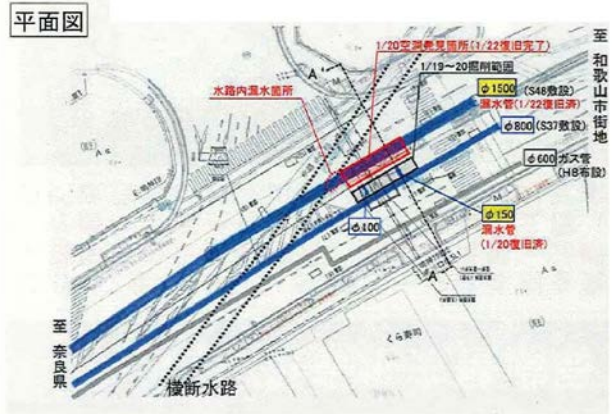 平面図
1/20空洞発見箇所(1/22復旧完了)
1/19～20掘削範囲
水路内漏水箇所
至 和歌山市街地
φ1500 (S48敷設)
漏水管(1/22復旧済)
φ800 (S37敷設)
φ600 ガス管
(H8布設)
φ150
漏水管
(1/20復旧済)
φ100
A'
A
至 奈良県
横断水路
くら寿司